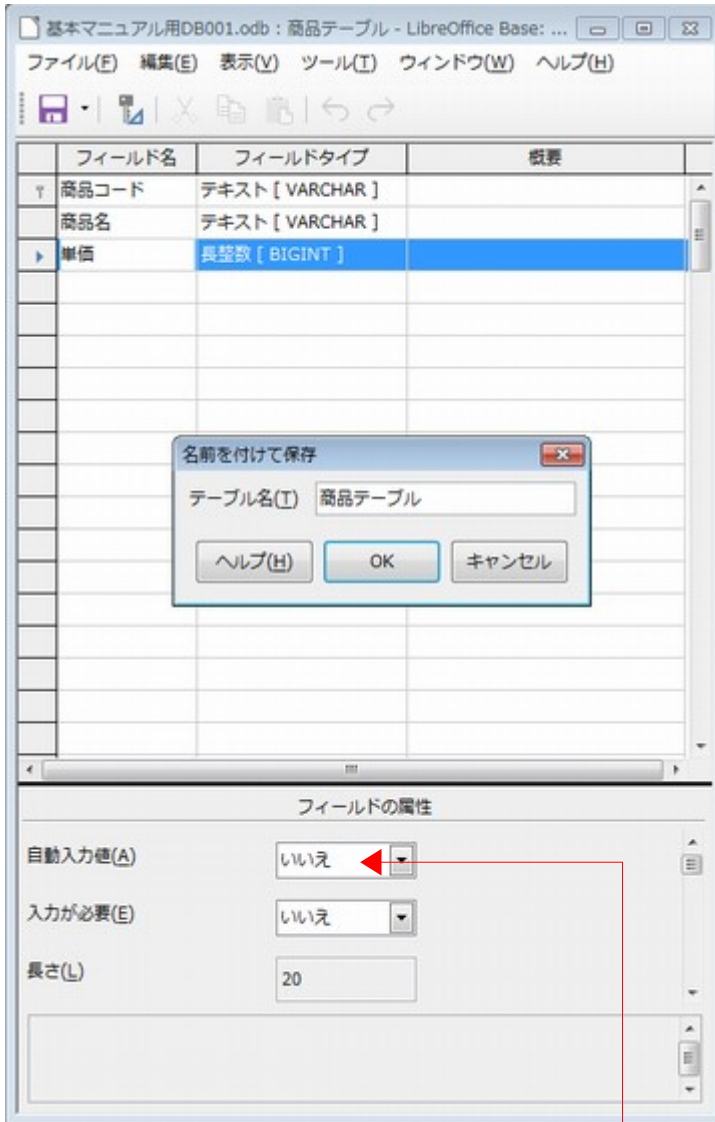 基本マニュアル用DB001.odb : 商品テーブル - LibreOffice Base: ...
ファイル(F) 編集(E) 表示(V) ツール(T) ウィンドウ(W) ヘルプ(H)
フィールド名 フィールドタイプ 概要
商品コード テキスト [ VARCHAR ]
商品名 テキスト [ VARCHAR ]
単価 長整数 [ BIGINT ]
名前を付けて保存
テーブル名(T) 商品テーブル
ヘルプ(H) OK キャンセル
フィールドの属性
自動入力値(A) いいえ
入力が必要(E) いいえ
長さ(L) 20